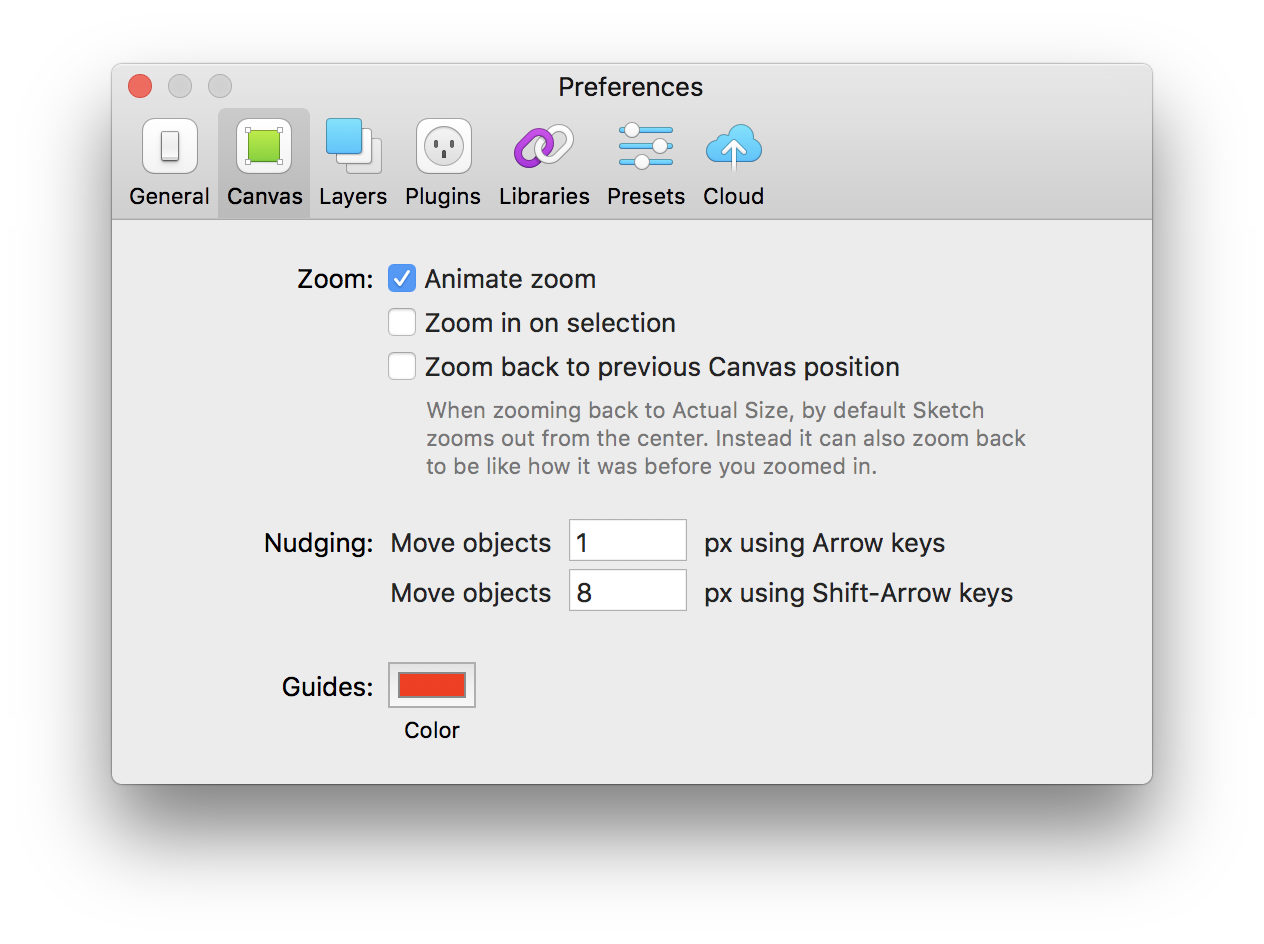 Preferences
General Canvas Layers Plugins Libraries Presets Cloud
Zoom: Animate zoom
Zoom in on selection
Zoom back to previous Canvas position
When zooming back to Actual Size, by default Sketch
zooms out from the center. Instead it can also zoom back
to be like how it was before you zoomed in.
Nudging: Move objects 1 px using Arrow keys
Move objects 8 px using Shift-Arrow keys
Guides:
Color